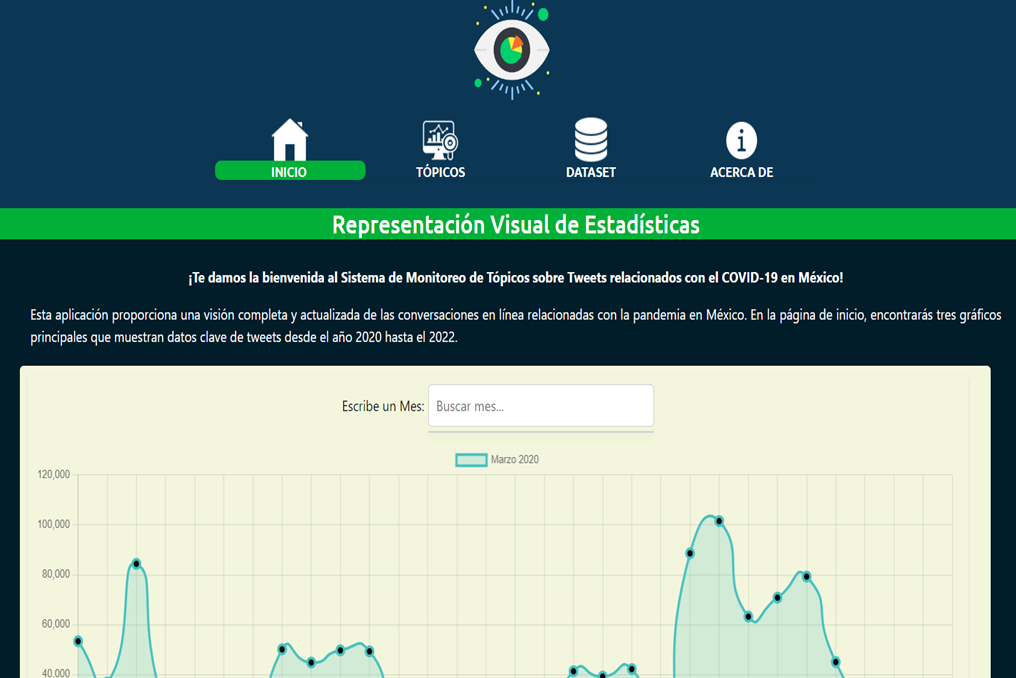 INICIO
TÓPICOS
DATASET
ACERCA DE
Representación Visual de Estadísticas
¡Te damos la bienvenida al Sistema de Monitoreo de Tópicos sobre Tweets relacionados con el COVID-19 en México!
Esta aplicación proporciona una visión completa y actualizada de las conversaciones en línea relacionadas con la pandemia en México. En la página de inicio, encontrarás tres gráficos
principales que muestran datos clave de tweets desde el año 2020 hasta el 2022.
Escribe un Mes: Buscar mes...
Marzo 2020
120,000
100,000
80,000
60,000
40,000